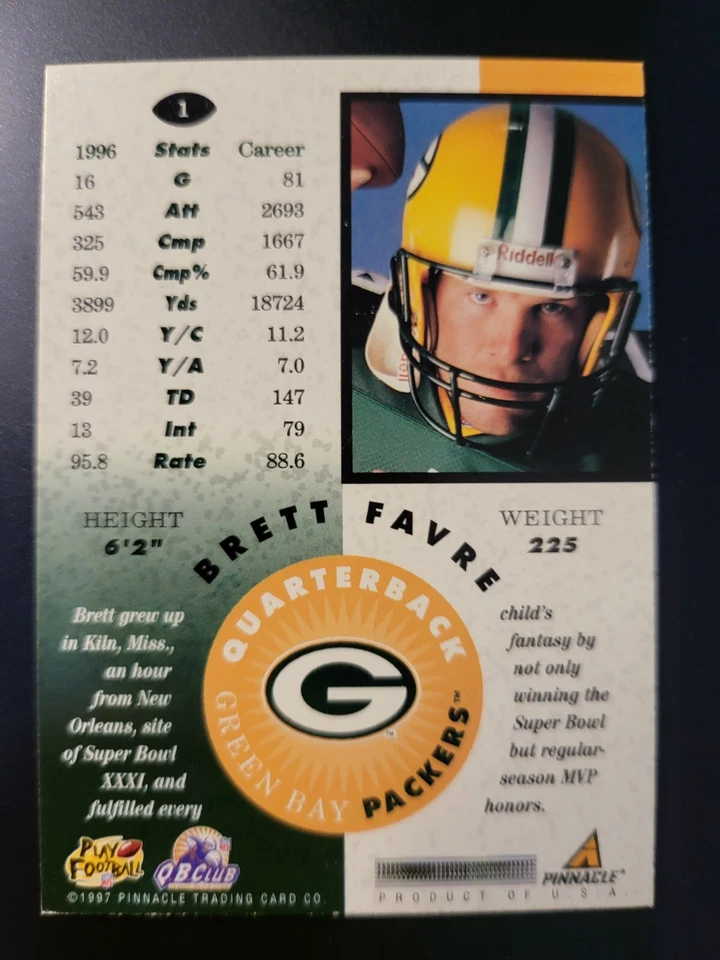 1
1996 Stats Career
16 G 81
543 Att 2693
325 Cmp 1667
59.9 Cmp% 61.9
3899 Yds 18724
12.0 Y/C 11.2
7.2 Y/A 7.0
39 TD 147
13 Int 79
95.8 Rate 88.6
Riddell
HEIGHT
6'2"
BRETT FAVRE
WEIGHT
225
QUARTERBACK
G
TM
GREEN BAY PACKERS™
Brett grew up
in Kiln, Miss.,
an hour
from New
Orleans, site
of Super Bowl
XXXI, and
fulfilled every
child's
fantasy by
not only
winning the
Super Bowl
but regular-
season MVP
honors.
PLAY
FOOTBALL
NFL
QB CLUB
PINNACLE®
©1997 PINNACLE TRADING CARD CO.
PRODUCT OF U.S.A.